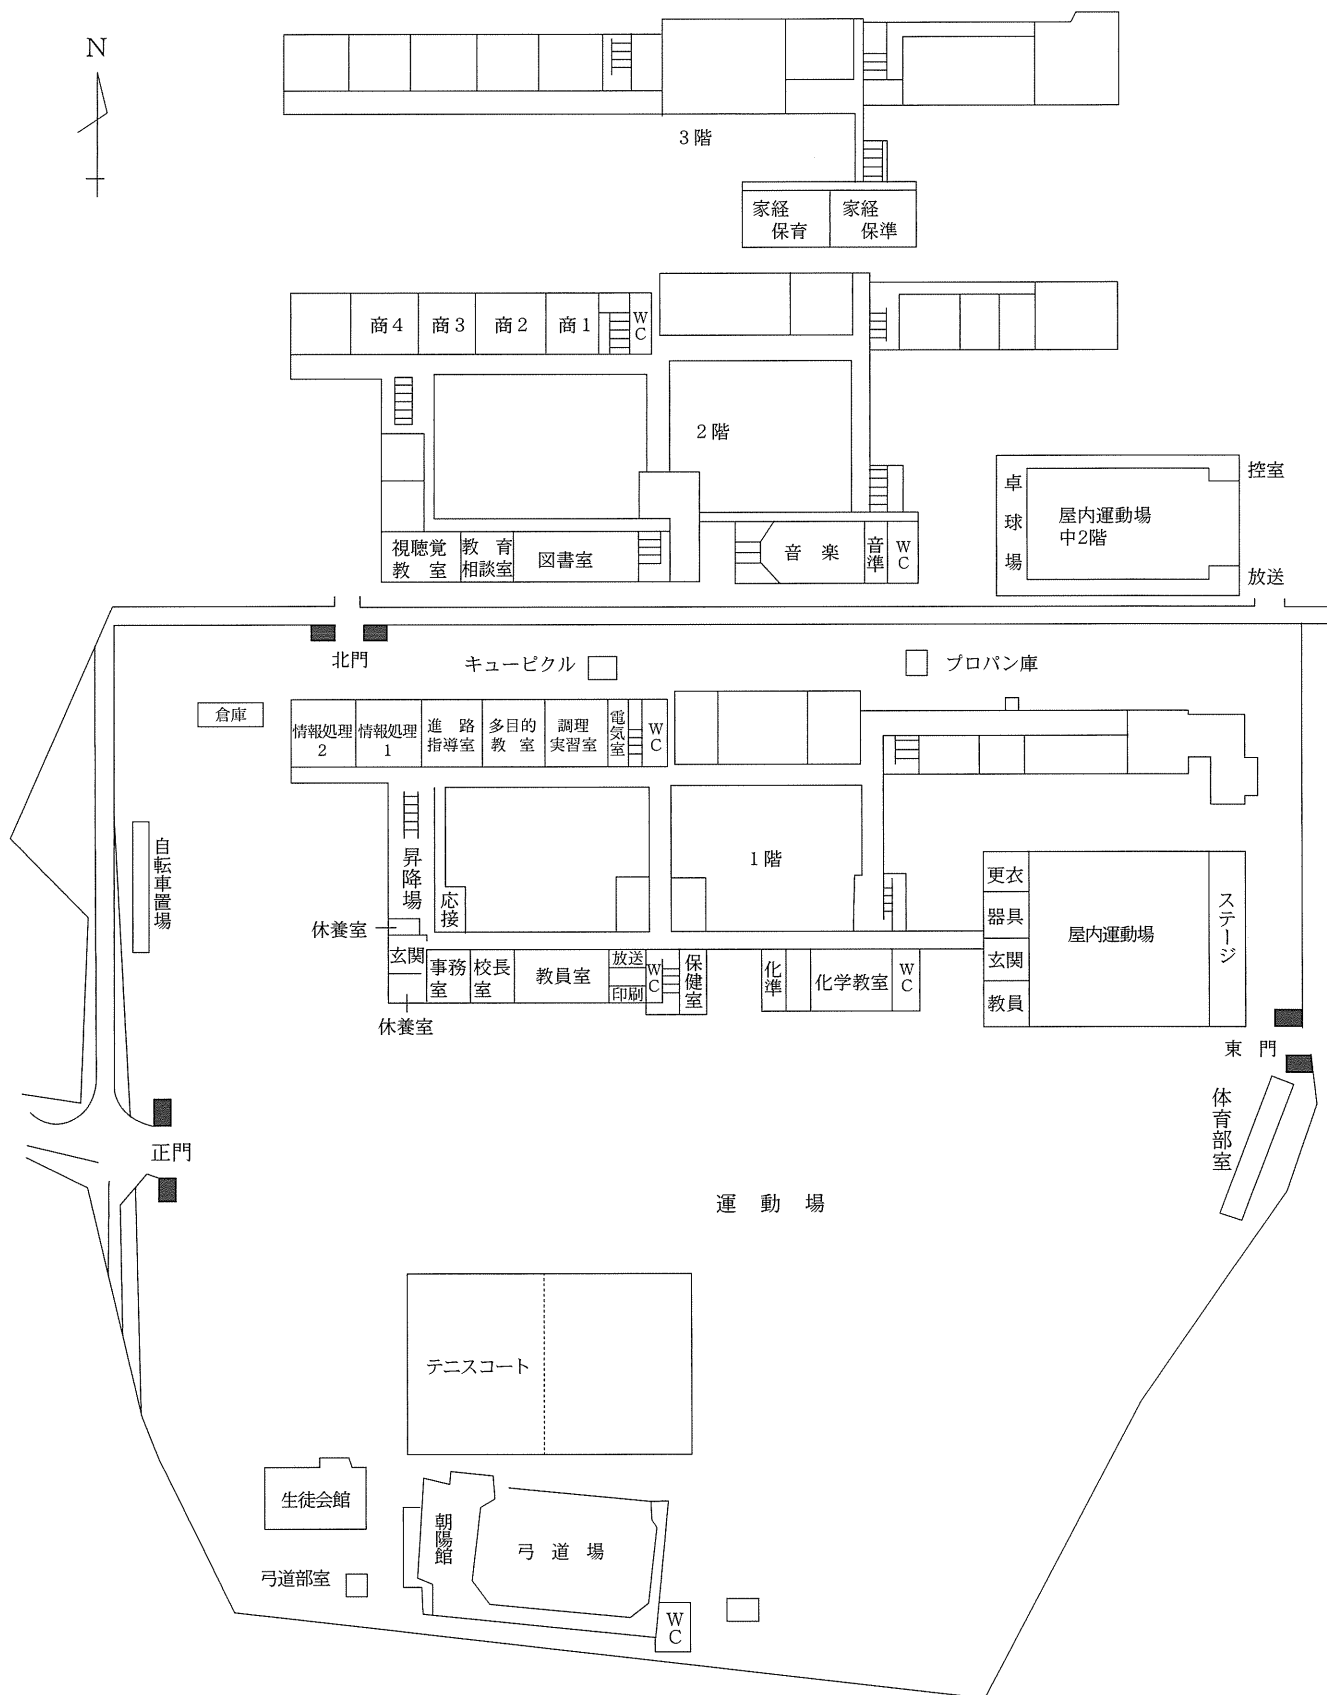 N
3階
家経
保育
家経
保準
商4
商3
商2
商1
WC
2階
視聴覚
教室
教育
相談室
図書室
音楽
音準
WC
卓球場
屋内運動場
中2階
控室
放送
北門
キューピクル
プロパン庫
倉庫
情報処理
2
情報処理
1
進路
指導室
多目的
教室
調理
実習室
電気室
WC
自転車置場
昇降場
応接
1階
休養室
玄関
事務
室
校長
室
教員室
放送
印刷
WC
保健室
化準
化学教室
WC
休養室
更衣
器具
玄関
教員
屋内運動場
ステージ
東門
体育部室
正門
運動場
テニスコート
生徒会館
朝陽館
弓道場
弓道部室
WC